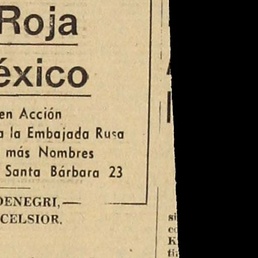 Roja
éxico
en Acción
a la Embajada Rusa
más Nombres
Santa Bárbara 23
DENEGRI,—
CELSIOR.